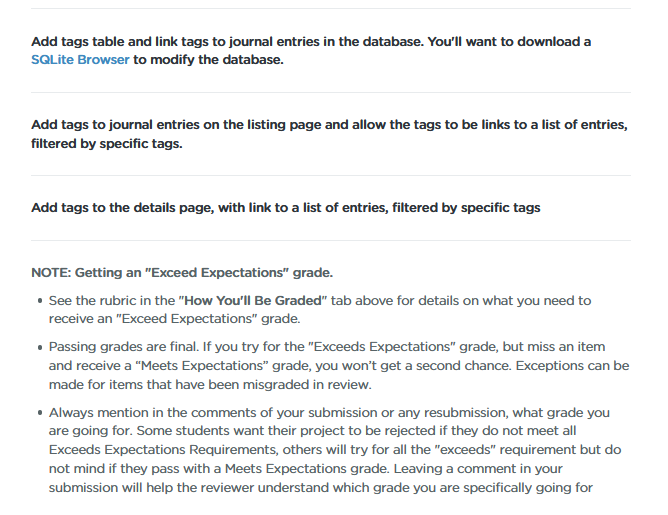 Add tags table and link tags to journal entries in the database. You'll want to download a
SQLite Browser to modify the database.
Add tags to journal entries on the listing page and allow the tags to be links to a list of entries,
filtered by specific tags.
Add tags to the details page, with link to a list of entries, filtered by specific tags
NOTE: Getting an "Exceed Expectations" grade.
• See the rubric in the "How You'll Be Graded" tab above for details on what you need to
receive an "Exceed Expectations" grade.
• Passing grades are final. If you try for the "Exceeds Expectations" grade, but miss an item
and receive a “Meets Expectations” grade, you won’t get a second chance. Exceptions can be
made for items that have been misgraded in review.
• Always mention in the comments of your submission or any resubmission, what grade you
are going for. Some students want their project to be rejected if they do not meet all
Exceeds Expectations Requirements, others will try for all the "exceeds" requirement but do
not mind if they pass with a Meets Expectations grade. Leaving a comment in your
submission will help the reviewer understand which grade you are specifically going for